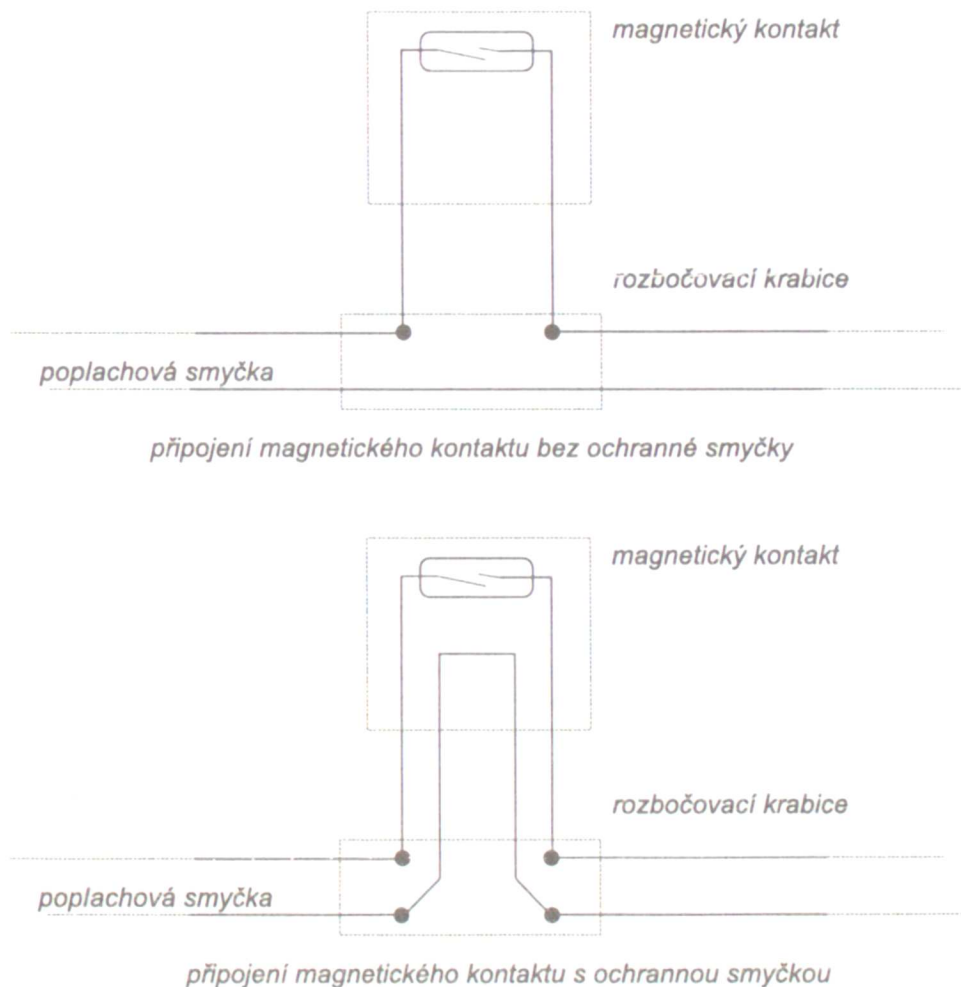 magnetický kontakt
rozbočovací krabice
poplachová smyčka
připojení magnetického kontaktu bez ochranné smyčky
magnetický kontakt
rozbočovací krabice
poplachová smyčka
připojení magnetického kontaktu s ochrannou smyčkou